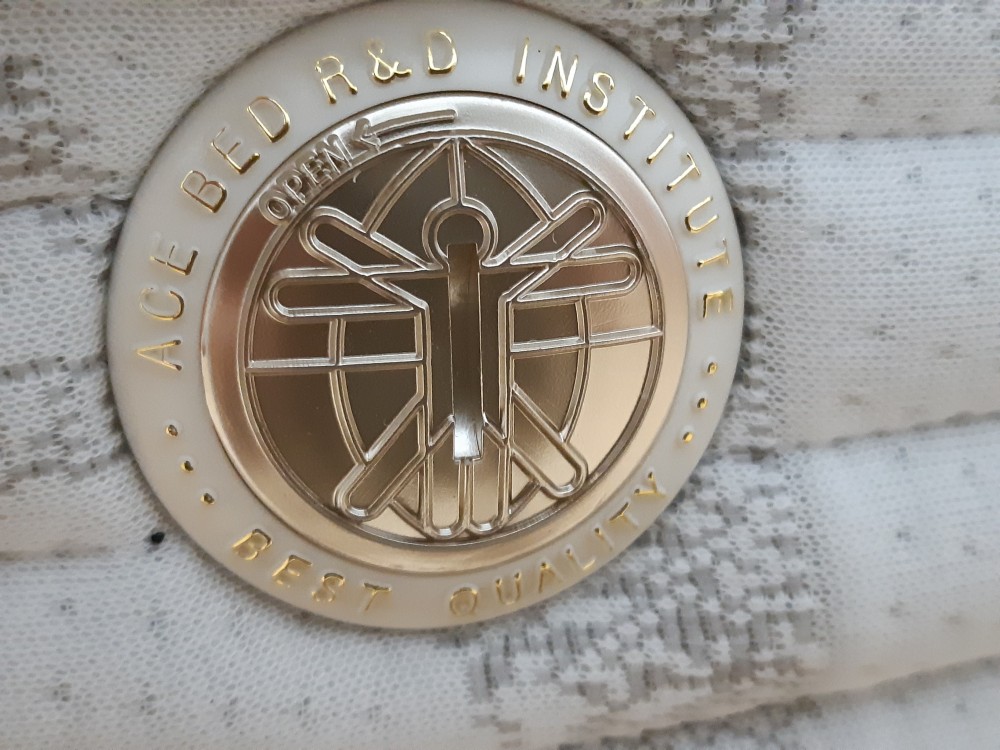 ACE BED R&D INSTITUTE
OPEN
BEST QUALITY